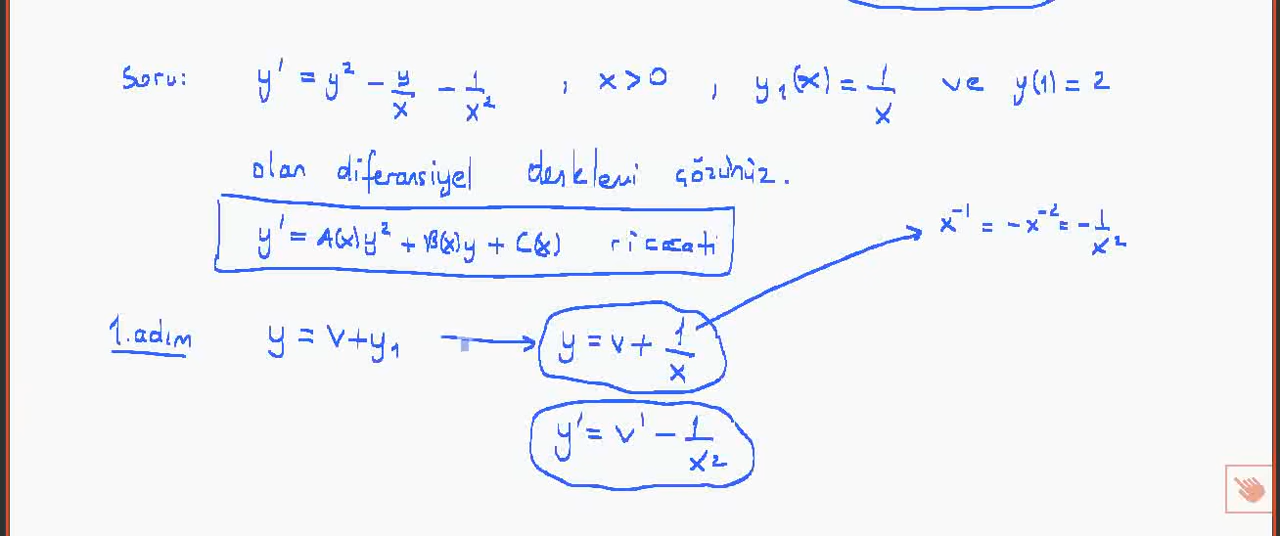 Soru: y' = y² - y/x - 1/x² , x>0 , y₁(x) = 1/x ve y(1) = 2
olan diferansiyel denklemi çözünüz.
y' = A(x)y² + B(x)y + C(x) riccati
x⁻¹ = -x⁻² = -1/x²
1.adım y = v+y₁ → y = v + 1/x
y' = v' - 1/x²